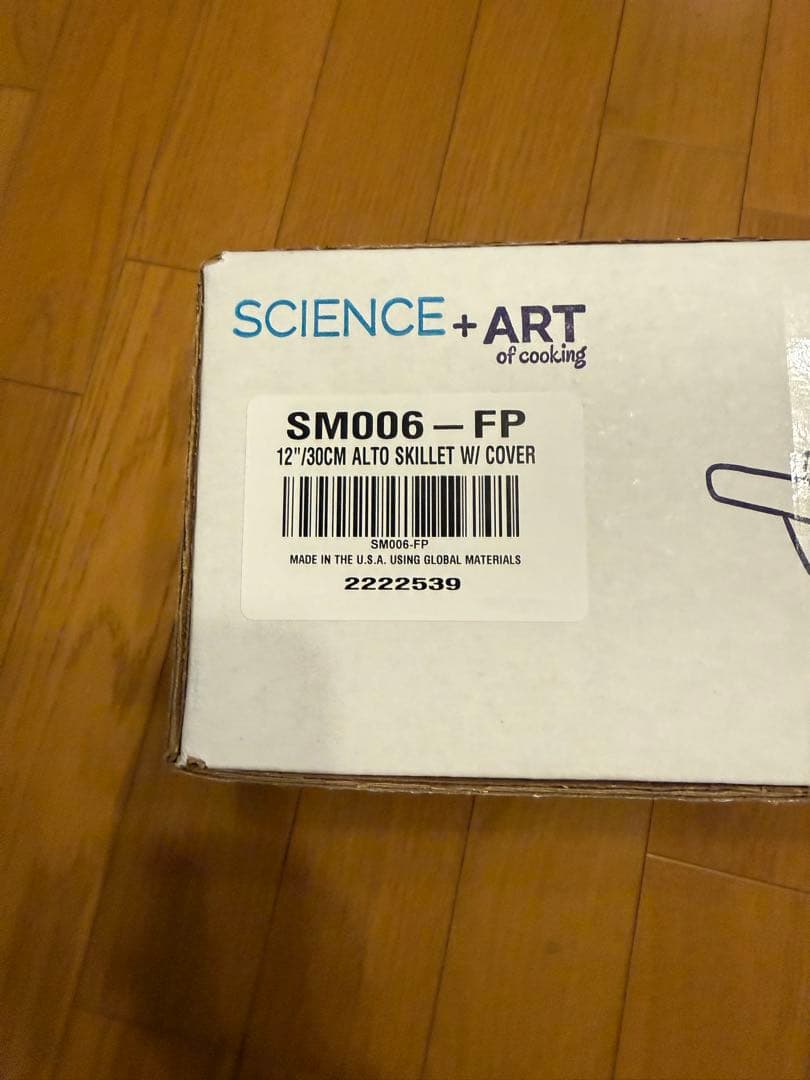 SCIENCE + ART
of cooking
SM006 – FP
12"/30CM ALTO SKILLET W/ COVER
SM006-FP
MADE IN THE U.S.A. USING GLOBAL MATERIALS
2222539